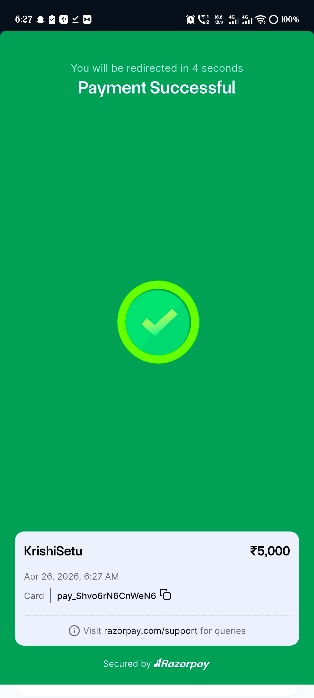 6:27 100%
You will be redirected in 4 seconds
Payment Successful
KrishiSetu ₹5,000
Apr 26, 2026, 6:27 AM
Card pay_Shvo6rN6CnWeN6
Visit razorpay.com/support for queries
Secured by Razorpay